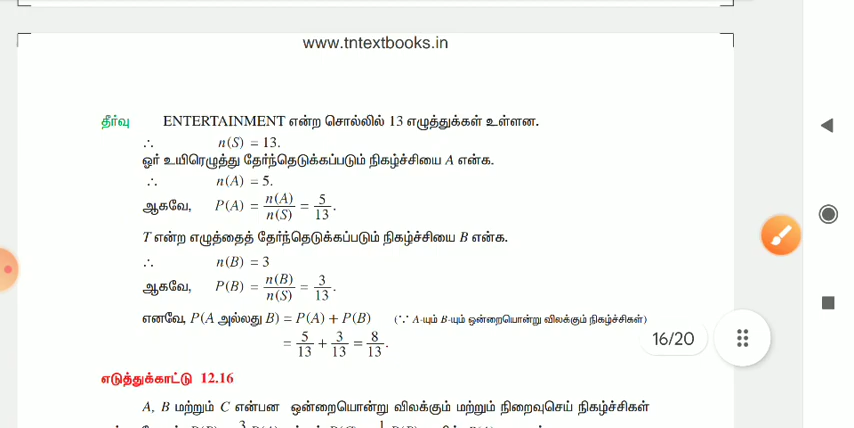 www.tntextbooks.in
தீர்வு ENTERTAINMENT என்ற சொல்லில் 13 எழுத்துக்கள் உள்ளன.
∴ n(S) = 13.
ஓர் உயிரெழுத்து தேர்ந்தெடுக்கப்படும் நிகழ்ச்சியை A என்க.
∴ n(A) = 5.
ஆகவே, P(A) = n(A)/n(S) = 5/13.
T என்ற எழுத்தைத் தேர்ந்தெடுக்கப்படும் நிகழ்ச்சியை B என்க.
∴ n(B) = 3
ஆகவே, P(B) = n(B)/n(S) = 3/13.
எனவே, P(A அல்லது B) = P(A) + P(B) (∵ A-யும் B-யும் ஒன்றையொன்று விலக்கும் நிகழ்ச்சிகள்)
= 5/13 + 3/13 = 8/13.
16/20
எடுத்துக்காட்டு 12.16
A, B மற்றும் C என்பன ஒன்றையொன்று விலக்கும் மற்றும் நிறைவுசெய் நிகழ்ச்சிகள்